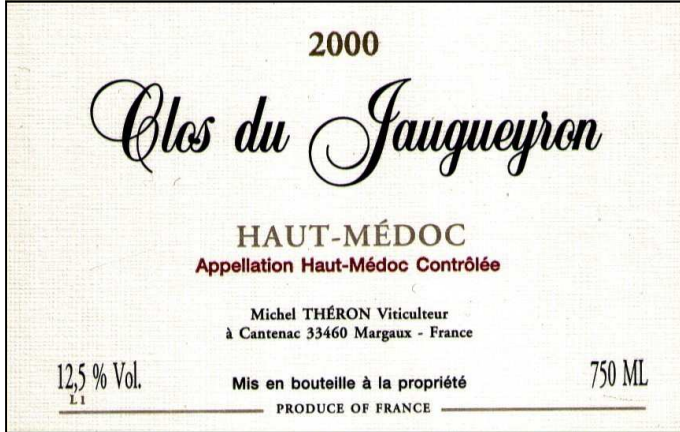 2000
Clos du Jaugueyron
HAUT-MÉDOC
Appellation Haut-Médoc Contrôlée
Michel THÉRON Viticulteur
à Cantenac 33460 Margaux - France
12,5 % Vol.
L1
Mis en bouteille à la propriété
750 ML
PRODUCE OF FRANCE